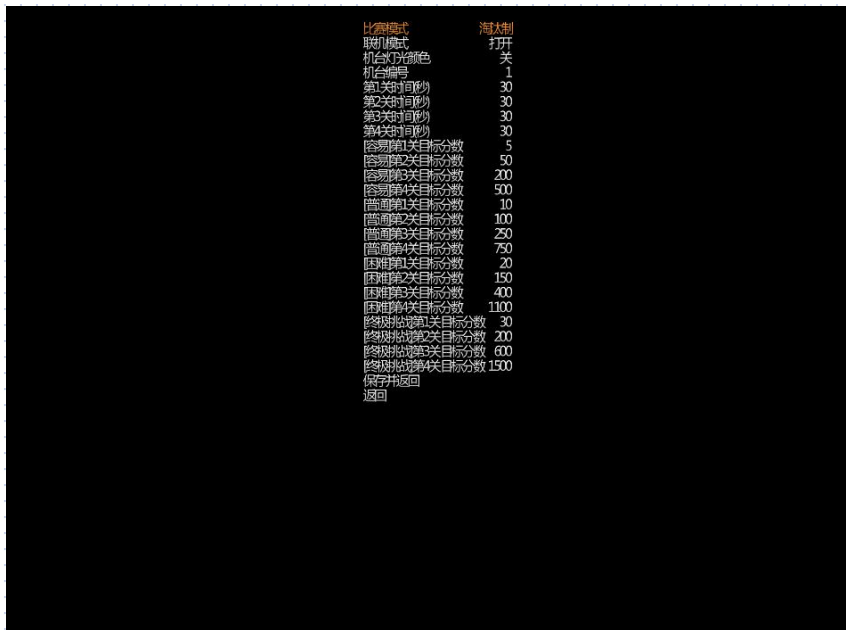 比赛模式 淘汰制
联机模式 打开
机台灯光颜色 关
机台编号 1
第1关时间(秒) 30
第2关时间(秒) 30
第3关时间(秒) 30
第4关时间(秒) 30
[容易]第1关目标分数 5
[容易]第2关目标分数 50
[容易]第3关目标分数 200
[容易]第4关目标分数 500
[普通]第1关目标分数 10
[普通]第2关目标分数 100
[普通]第3关目标分数 250
[普通]第4关目标分数 750
[困难]第1关目标分数 20
[困难]第2关目标分数 150
[困难]第3关目标分数 400
[困难]第4关目标分数 1100
[终极挑战]第1关目标分数 30
[终极挑战]第2关目标分数 200
[终极挑战]第3关目标分数 600
[终极挑战]第4关目标分数 1500
保存并返回
返回